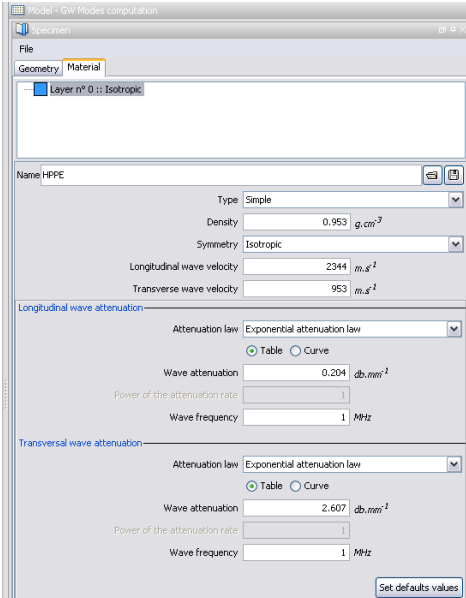 Model - GW Modes computation
Specimen
File
Geometry Material
Layer n° 0 :: Isotropic
Name HPPE
Type Simple
Density 0.953 g.cm-3
Symmetry Isotropic
Longitudinal wave velocity 2344 m.s-1
Transverse wave velocity 953 m.s-1
Longitudinal wave attenuation
Attenuation law Exponential attenuation law
Table Curve
Wave attenuation 0.204 db.mm-1
Power of the attenuation rate 1
Wave frequency 1 MHz
Transversal wave attenuation
Attenuation law Exponential attenuation law
Table Curve
Wave attenuation 2.607 db.mm-1
Power of the attenuation rate 1
Wave frequency 1 MHz
Set defaults values